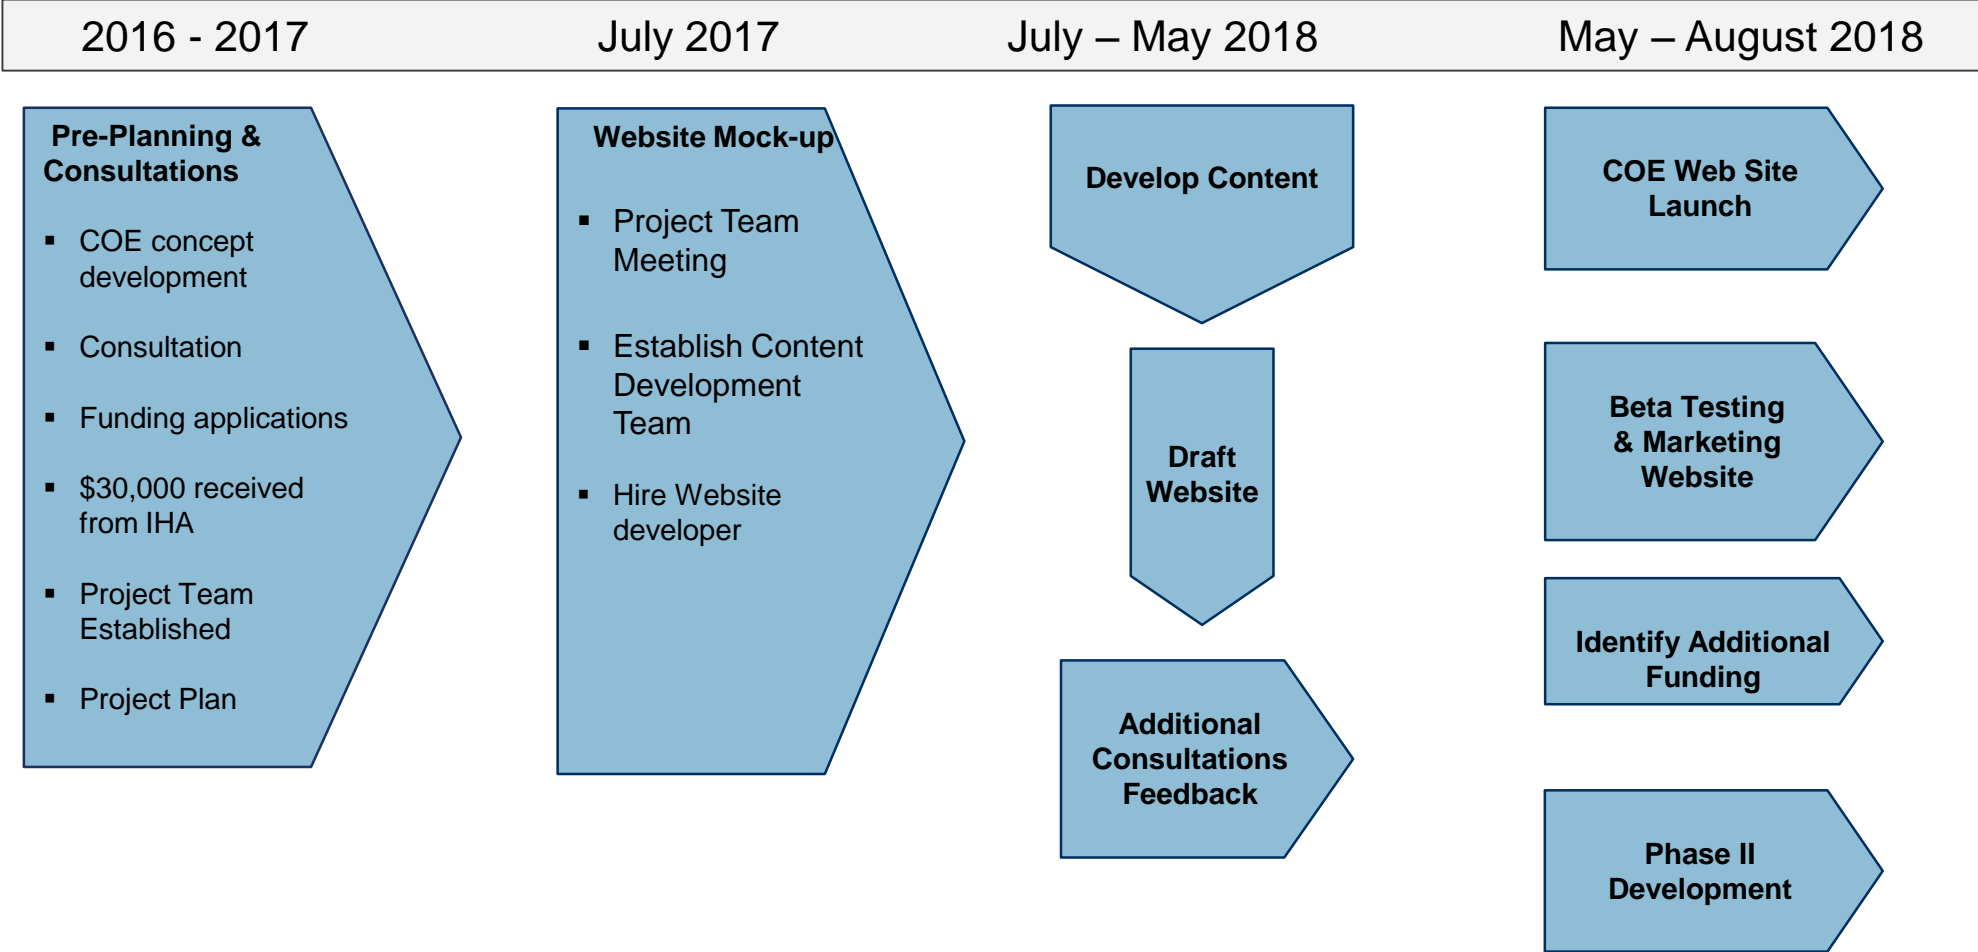 2016 - 2017
July 2017
July – May 2018
May – August 2018
Pre-Planning &
Consultations
▪ COE concept
development
▪ Consultation
▪ Funding applications
▪ $30,000 received
from IHA
▪ Project Team
Established
▪ Project Plan
Website Mock-up
▪ Project Team
Meeting
▪ Establish Content
Development
Team
▪ Hire Website
developer
Develop Content
Draft
Website
Additional
Consultations
Feedback
COE Web Site
Launch
Beta Testing
& Marketing
Website
Identify Additional
Funding
Phase II
Development